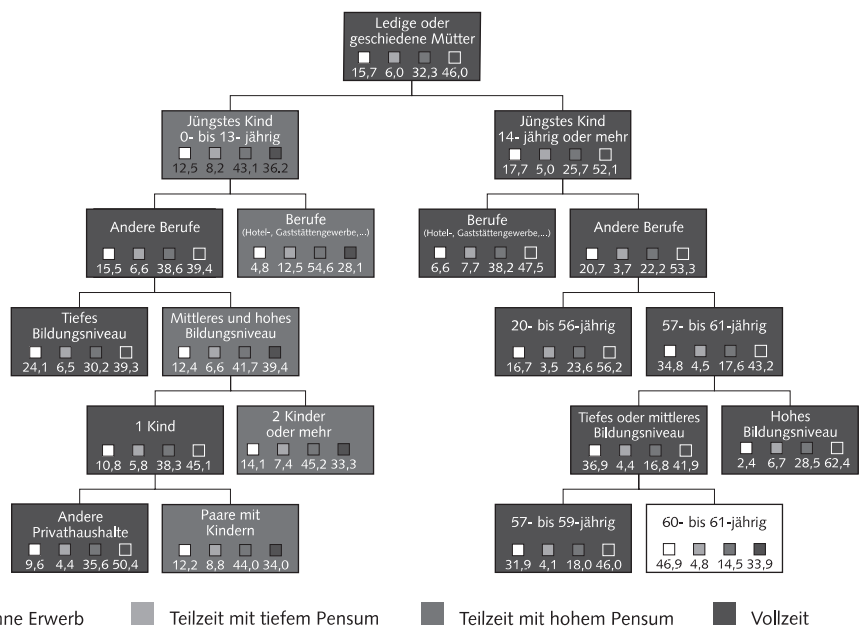 Ledige oder
geschiedene Mütter
15,7 6,0 32,3 46,0
Jüngstes Kind
0- bis 13- jährig
12,5 8,2 43,1 36,2
Jüngstes Kind
14- jährig oder mehr
17,7 5,0 25,7 52,1
Andere Berufe
15,5 6,6 38,6 39,4
Berufe
(Hotel-, Gaststättengewerbe,...)
4,8 12,5 54,6 28,1
Berufe
(Hotel-, Gaststättengewerbe,...)
6,6 7,7 38,2 47,5
Andere Berufe
20,7 3,7 22,2 53,3
Tiefes
Bildungsniveau
24,1 6,5 30,2 39,3
Mittleres und hohes
Bildungsniveau
12,4 6,6 41,7 39,4
20- bis 56-jährig
16,7 3,5 23,6 56,2
57- bis 61-jährig
34,8 4,5 17,6 43,2
1 Kind
10,8 5,8 38,3 45,1
2 Kinder
oder mehr
14,1 7,4 45,2 33,3
Tiefes oder mittleres
Bildungsniveau
36,9 4,4 16,8 41,9
Hohes
Bildungsniveau
2,4 6,7 28,5 62,4
Andere
Privathaushalte
9,6 4,4 35,6 50,4
Paare mit
Kindern
12,2 8,8 44,0 34,0
57- bis 59-jährig
31,9 4,1 18,0 46,0
60- bis 61-jährig
46,9 4,8 14,5 33,9
Erwerb Teilzeit mit tiefem Pensum Teilzeit mit hohem Pensum Vollzeit